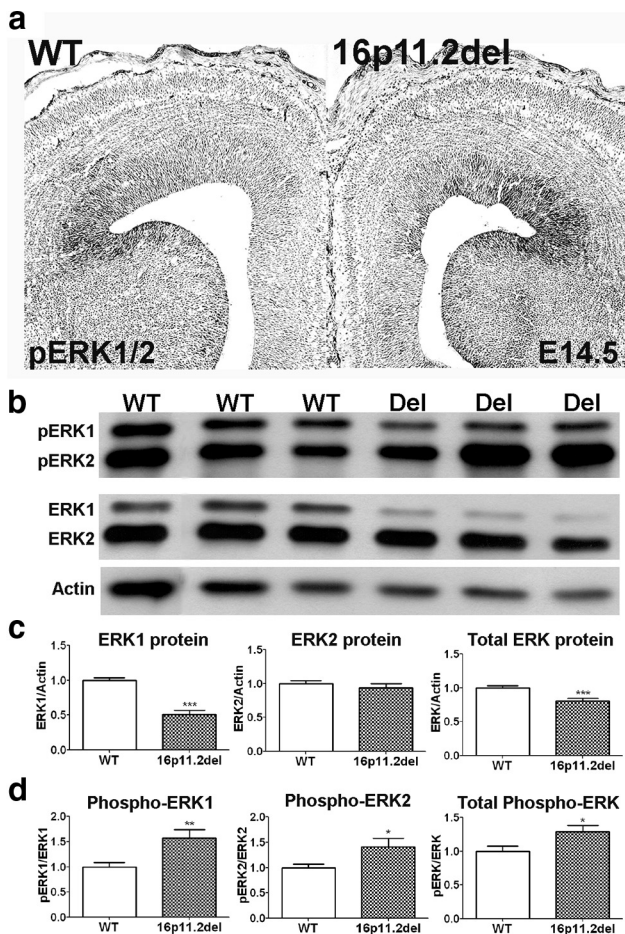 a
WT 16p11.2del
pERK1/2 E14.5
b
WT WT WT Del Del Del
pERK1
pERK2
ERK1
ERK2
Actin
c
ERK1 protein
ERK1/Actin
1.5
1.0
0.5
0.0
***
WT 16p11.2del
ERK2 protein
ERK2/Actin
1.5
1.0
0.5
0.0
WT 16p11.2del
Total ERK protein
ERK/Actin
1.5
1.0
0.5
0.0
***
WT 16p11.2del
d
Phospho-ERK1
pERK1/ERK1
2.0
1.5
1.0
0.5
0.0
**
WT 16p11.2del
Phospho-ERK2
pERK2/ERK2
2.0
1.5
1.0
0.5
0.0
*
WT 16p11.2del
Total Phospho-ERK
pERK/ERK
1.5
1.0
0.5
0.0
*
WT 16p11.2del